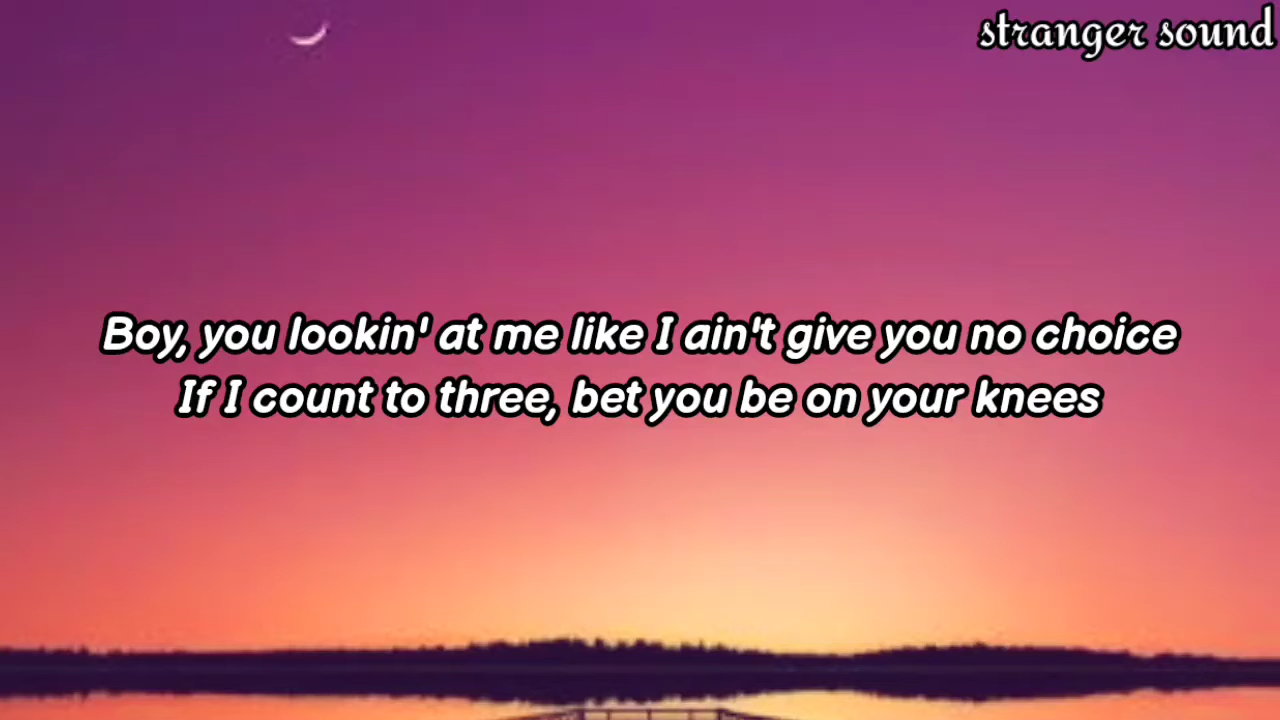 stranger sound
Boy, you lookin' at me like I ain't give you no choice
If I count to three, bet you be on your knees